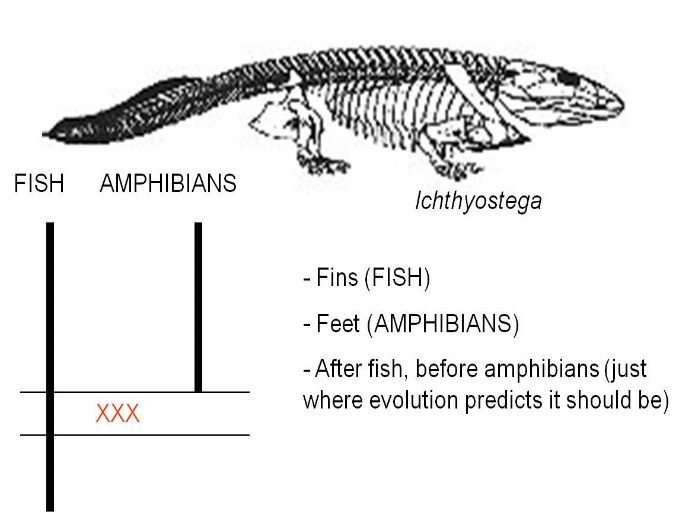 FISH AMPHIBIANS
Ichthyostega
- Fins (FISH)
- Feet (AMPHIBIANS)
- After fish, before amphibians (just
where evolution predicts it should be)
XXX